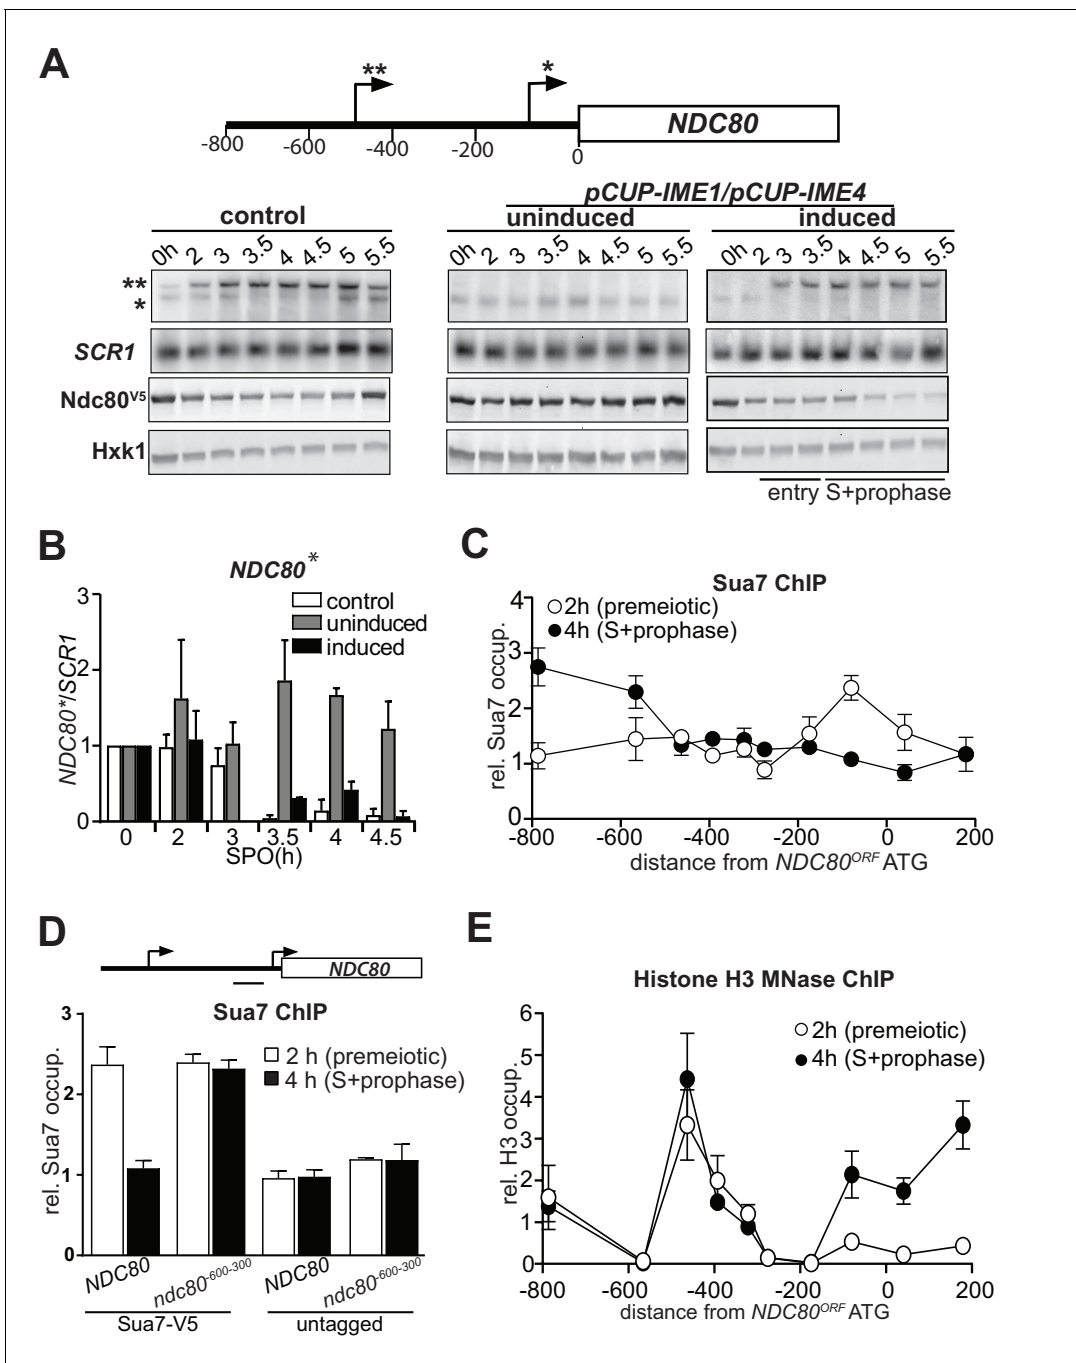 A
** *
NDC80
-800 -600 -400 -200 0
pCUP-IME1/pCUP-IME4
control uninduced induced
0h 2 3 3.5 4 4.5 5 5.5 0h 2 3 3.5 4 4.5 5 5.5 0h 2 3 3.5 4 5 5.5
**
*
SCR1
Ndc80V5
Hxk1
entry S+prophase
B
NDC80*
control
uninduced
induced
NDC80*/SCR1
3
2
1
0
0 2 3 3.5 4 4.5
SPO(h)
C
Sua7 ChIP
2h (premeiotic)
4h (S+prophase)
rel. Sua7 occup.
4
3
2
1
0
-800 -600 -400 -200 0 200
distance from NDC80ORF ATG
D
NDC80
Sua7 ChIP
2 h (premeiotic)
4 h (S+prophase)
rel. Sua7 occup.
3
2
1
0
NDC80 ndc80-600-300 NDC80 ndc80-600-300
Sua7-V5 untagged
E
Histone H3 MNase ChIP
2h (premeiotic)
4h (S+prophase)
rel. H3 occup.
6
5
4
3
2
1
0
-800 -600 -400 -200 0 200
distance from NDC80ORF ATG